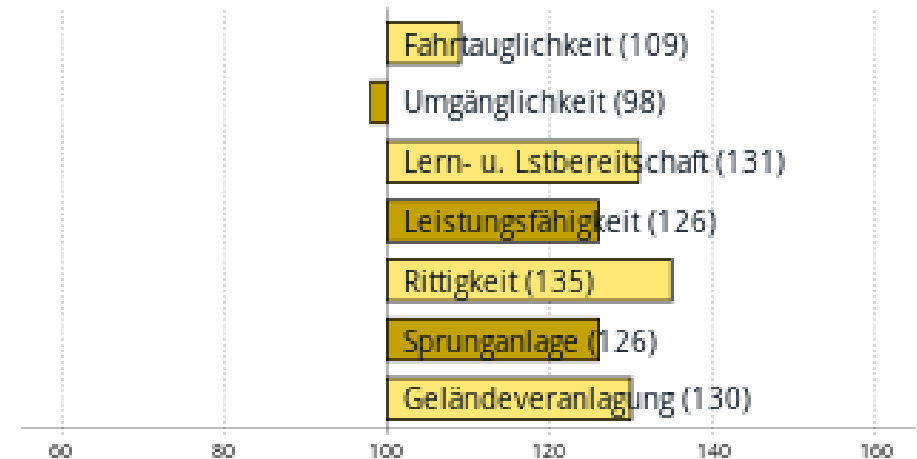 Fahrtauglichkeit (109)
Umgänglichkeit (98)
Lern- u. Lstbereitschaft (131)
Leistungsfähigkeit (126)
Rittigkeit (135)
Sprunganlage (126)
Geländeveranlagung (130)
60 80 100 120 140 160